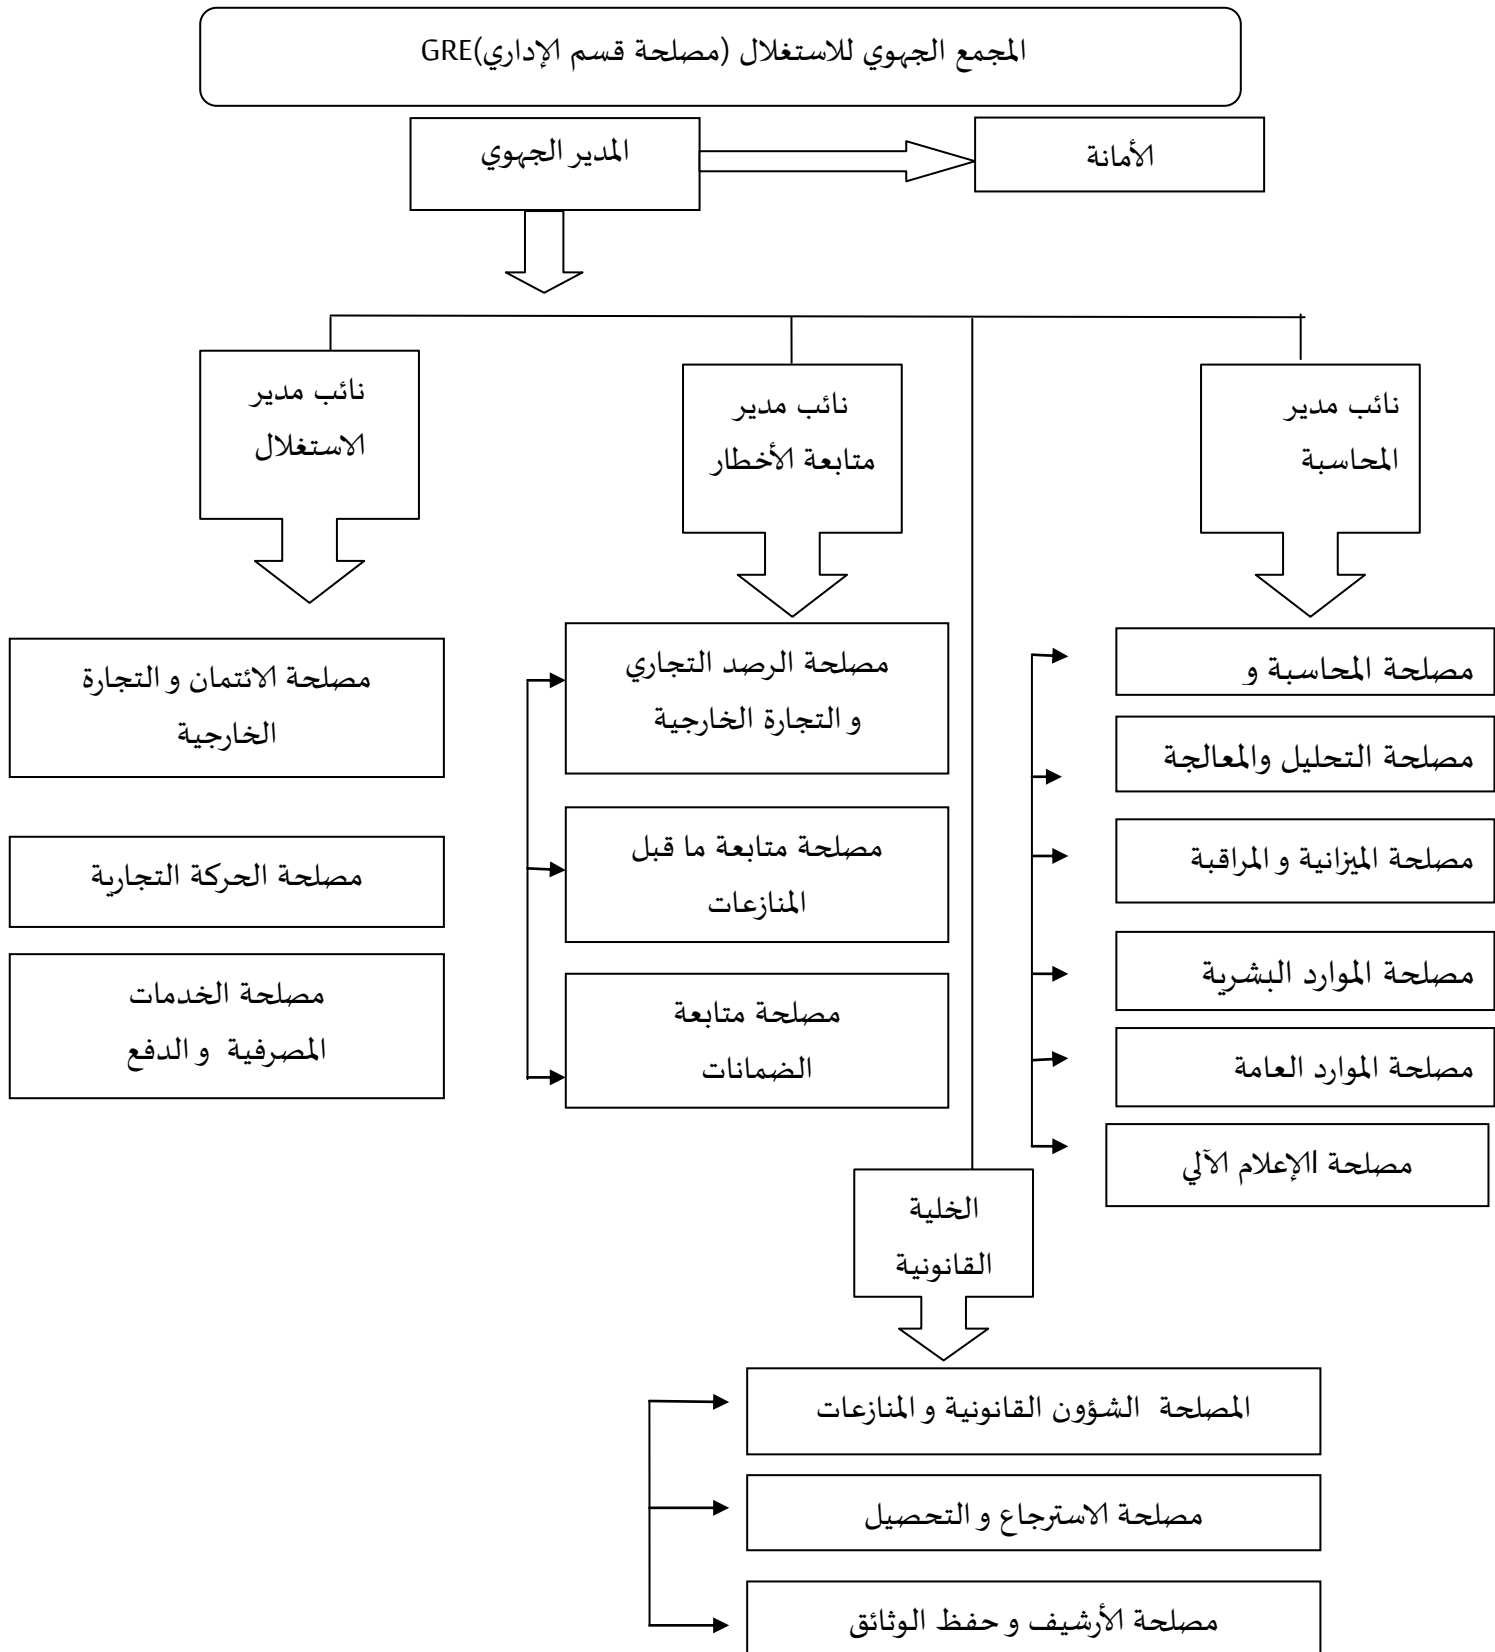 المجمع الجهوي للاستغلال (مصلحة قسم الإداري)GRE
المدير الجهوي
الأمانة
نائب مدير
المحاسبة
نائب مدير
متابعة الأخطار
نائب مدير
الاستغلال
مصلحة المحاسبة و
مصلحة التحليل والمعالجة
مصلحة الميزانية و المراقبة
مصلحة الموارد البشرية
مصلحة الموارد العامة
مصلحة االإعلام الآلي
مصلحة الرصد التجاري
و التجارة الخارجية
مصلحة متابعة ما قبل
المنازعات
مصلحة متابعة
الضمانات
مصلحة الائتمان و التجارة
الخارجية
مصلحة الحركة التجارية
مصلحة الخدمات
المصرفية و الدفع
الخلية
القانونية
المصلحة الشؤون القانونية و المنازعات
مصلحة الاسترجاع و التحصيل
مصلحة الأرشيف و حفظ الوثائق